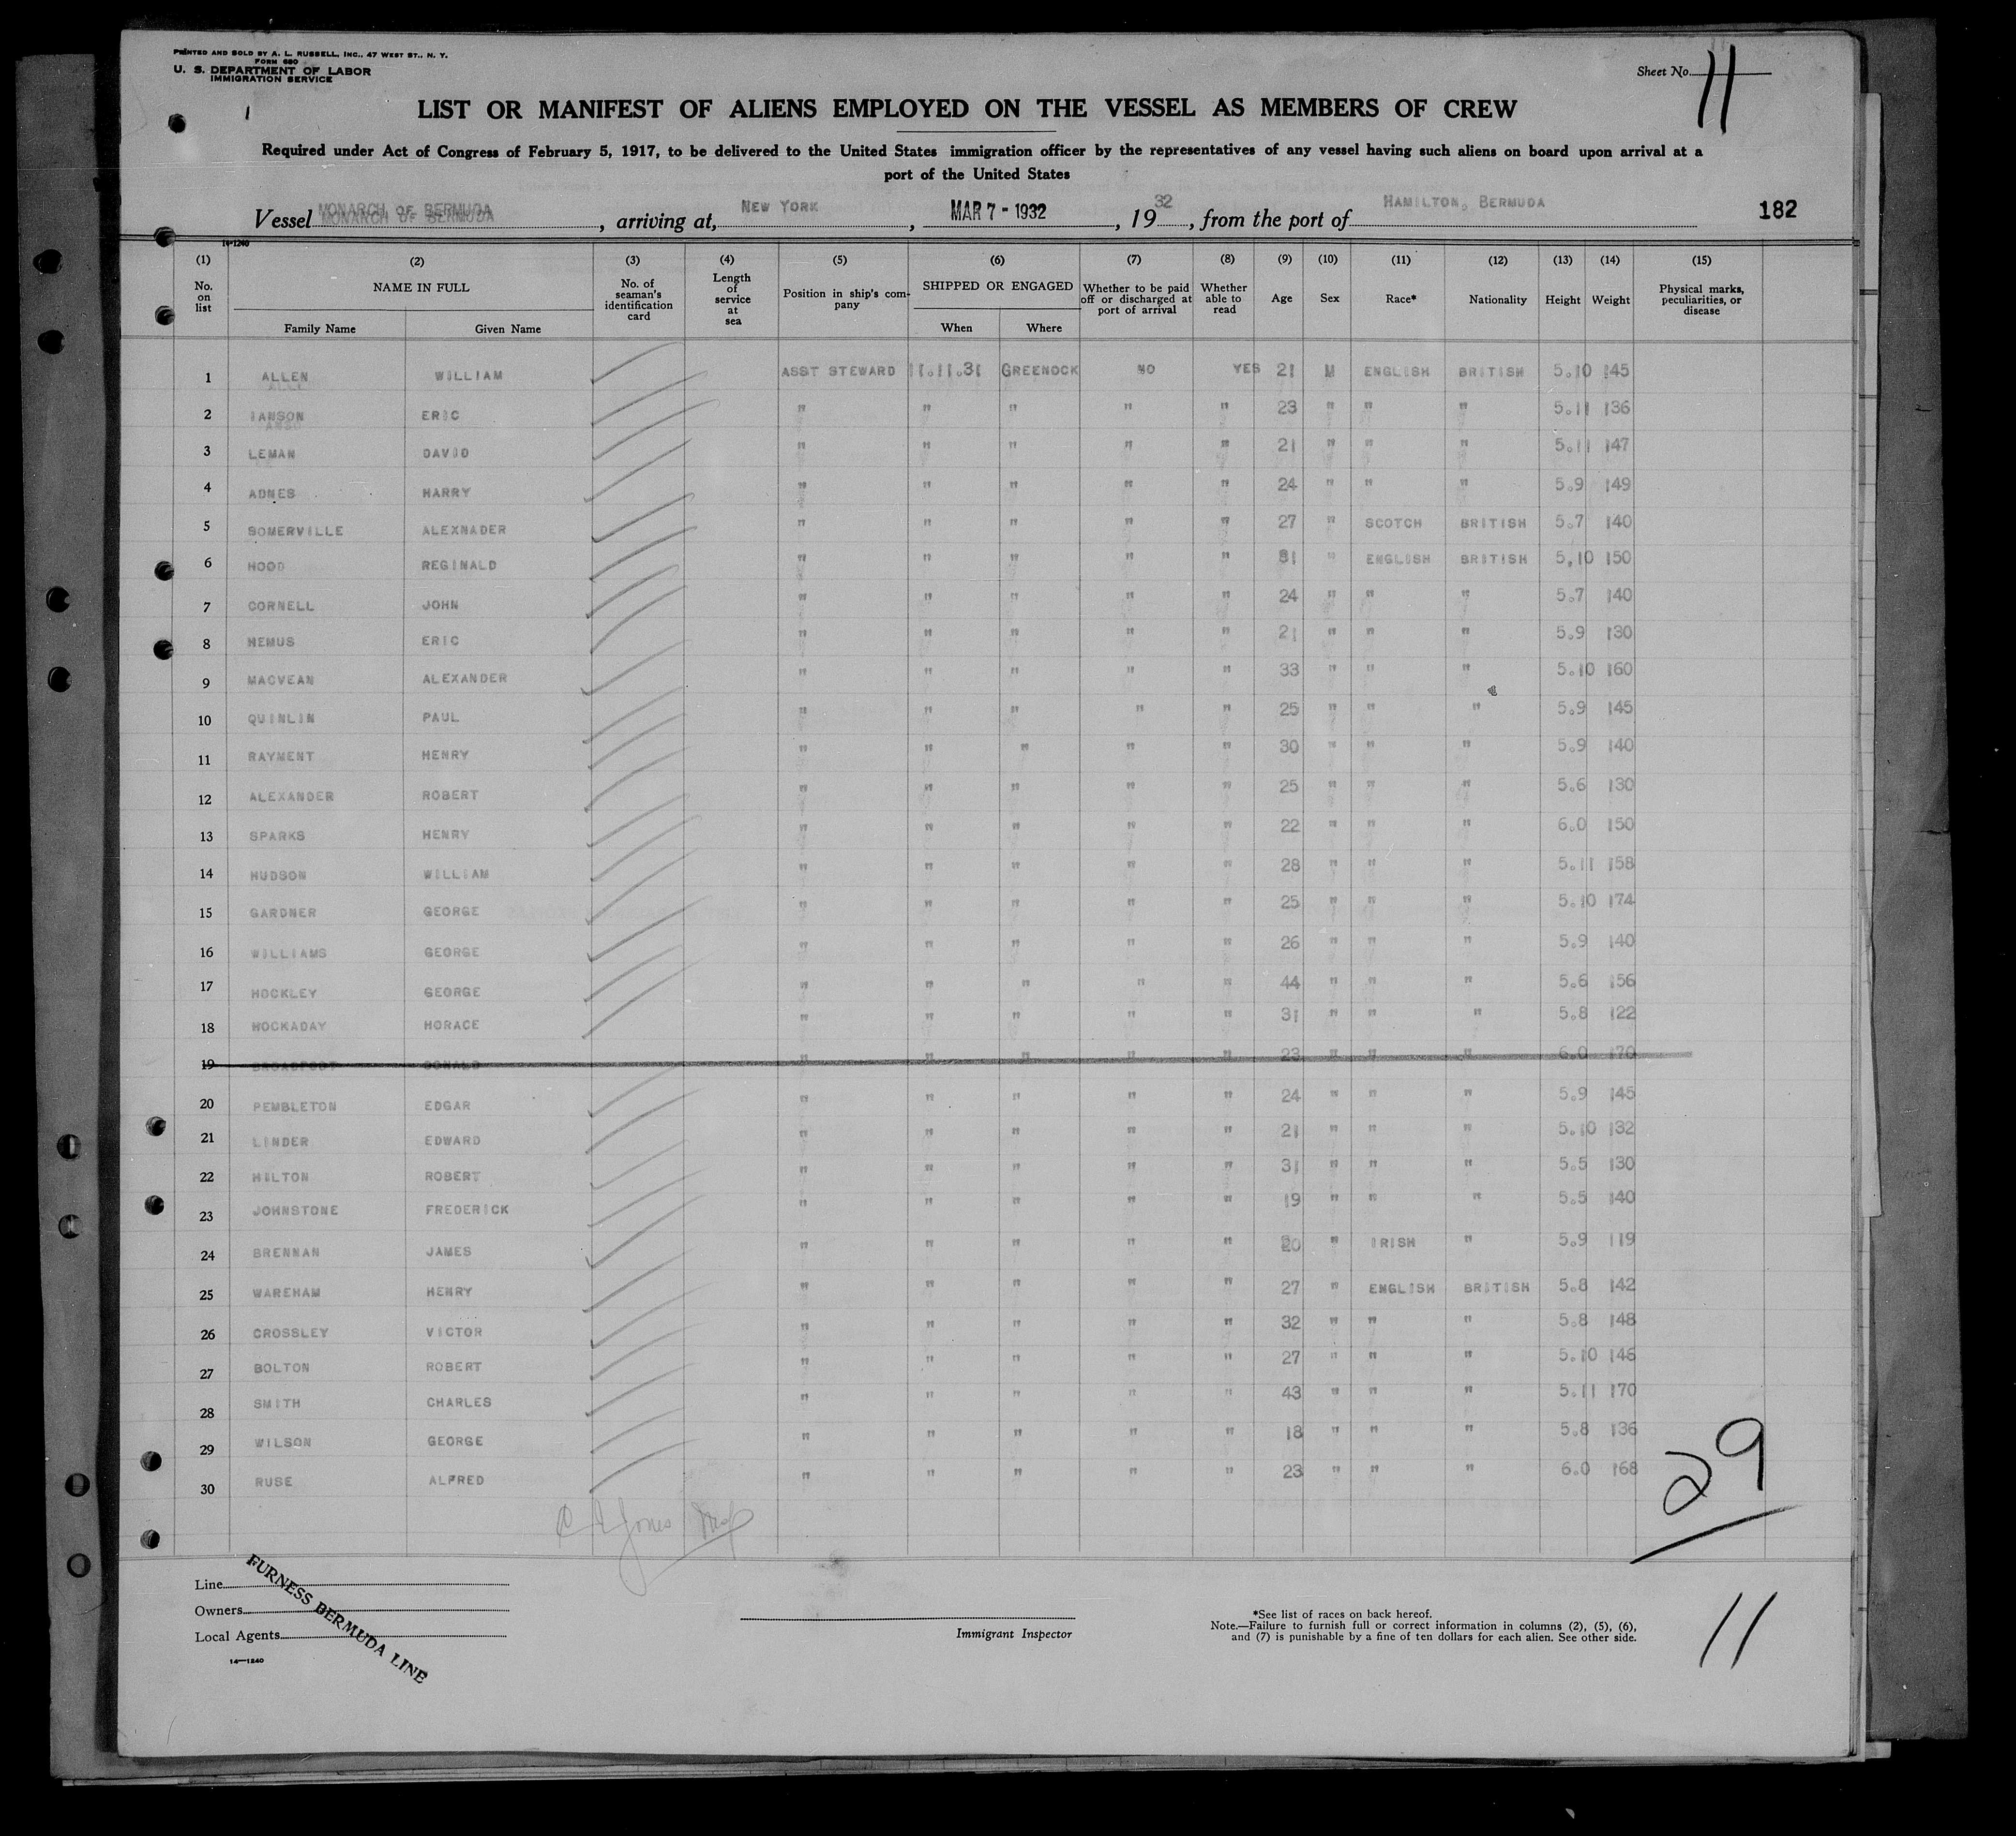 PRINTED AND SOLD BY A. L. RUSSELL, INC., 47 WEST ST., N. Y.
FORM 680
U. S. DEPARTMENT OF LABOR
IMMIGRATION SERVICE
Sheet No. 11
LIST OR MANIFEST OF ALIENS EMPLOYED ON THE VESSEL AS MEMBERS OF CREW
Required under Act of Congress of February 5, 1917, to be delivered to the United States immigration officer by the representatives of any vessel having such aliens on board upon arrival at a
port of the United States
Vessel MONARCH OF BERMUDA, arriving at, NEW YORK, MAR 7 - 1932, 1932, from the port of HAMILTON, BERMUDA 182
14-1240
(1) (2) (3) (4) (5) (6) (7) (8) (9) (10) (11) (12) (13) (14) (15)
No. on list NAME IN FULL Family Name Given Name No. of seaman's identification card Length of service at sea Position in ship's company SHIPPED OR ENGAGED When Where Whether to be paid off or discharged at port of arrival Whether able to read Age Sex Race* Nationality Height Weight Physical marks, peculiarities, or disease
1 ALLEN WILLIAM ASST STEWARD 11.11.31 GREENOCK NO YES 21 M ENGLISH BRITISH 5.10 145
2 IANSON ERIC " " " " " 23 " " " 5.11 136
3 LEMAN DAVID " " " " " 21 " " " 5.11 147
4 ADNES HARRY " " " " " 24 " " " 5.9 149
5 SOMERVILLE ALEXNADER " " " " " 27 " SCOTCH BRITISH 5.7 140
6 HOOD REGINALD " " " " " 31 " ENGLISH BRITISH 5,10 150
7 CORNELL JOHN " " " " " 24 " " " 5.7 140
8 HEMUS ERIC " " " " " 21 " " " 5.9 130
9 MACVEAN ALEXANDER " " " " " 33 " " " 5.10 160
10 QUINLIN PAUL " " " " " 25 " " " 5.9 145
11 RAYMENT HENRY " " " " " 30 " " " 5.9 140
12 ALEXANDER ROBERT " " " " " 25 " " " 5.6 130
13 SPARKS HENRY " " " " " 22 " " " 6.0 150
14 HUDSON WILLIAM " " " " " 28 " " " 5.11 158
15 GARDNER GEORGE " " " " " 25 " " " 5.10 174
16 WILLIAMS GEORGE " " " " " 26 " " " 5.9 140
17 HOCKLEY GEORGE " " " " " 44 " " " 5.6 156
18 HOCKADAY HORACE " " " " " 31 " " " 5.8 122
19 BROADFOOT DONALD " " " " " 23 " " " 6.0 170
20 PEMBLETON EDGAR " " " " " 24 " " " 5.9 145
21 LINDER EDWARD " " " " " 21 " " " 5.10 132
22 HILTON ROBERT " " " " " 31 " " " 5.5 130
23 JOHNSTONE FREDERICK " " " " " 19 " " " 5.5 140
24 BRENNAN JAMES " " " " " 20 " IRISH " 5.9 119
25 WAREHAM HENRY " " " " " 27 " ENGLISH BRITISH 5.8 142
26 CROSSLEY VICTOR " " " " " 32 " " " 5.8 148
27 BOLTON ROBERT " " " " " 27 " " " 5.10 146
28 SMITH CHARLES " " " " " 43 " " " 5.11 170
29 WILSON GEORGE " " " " " 18 " " " 5.8 136
30 RUSE ALFRED " " " " " 23 " " " 6.0 168
29
Jones
Line
Owners
Local Agents
FURNESS BERMUDA LINE
14—1240
Immigrant Inspector
*See list of races on back hereof.
Note.—Failure to furnish full or correct information in columns (2), (5), (6),
and (7) is punishable by a fine of ten dollars for each alien. See other side.
11